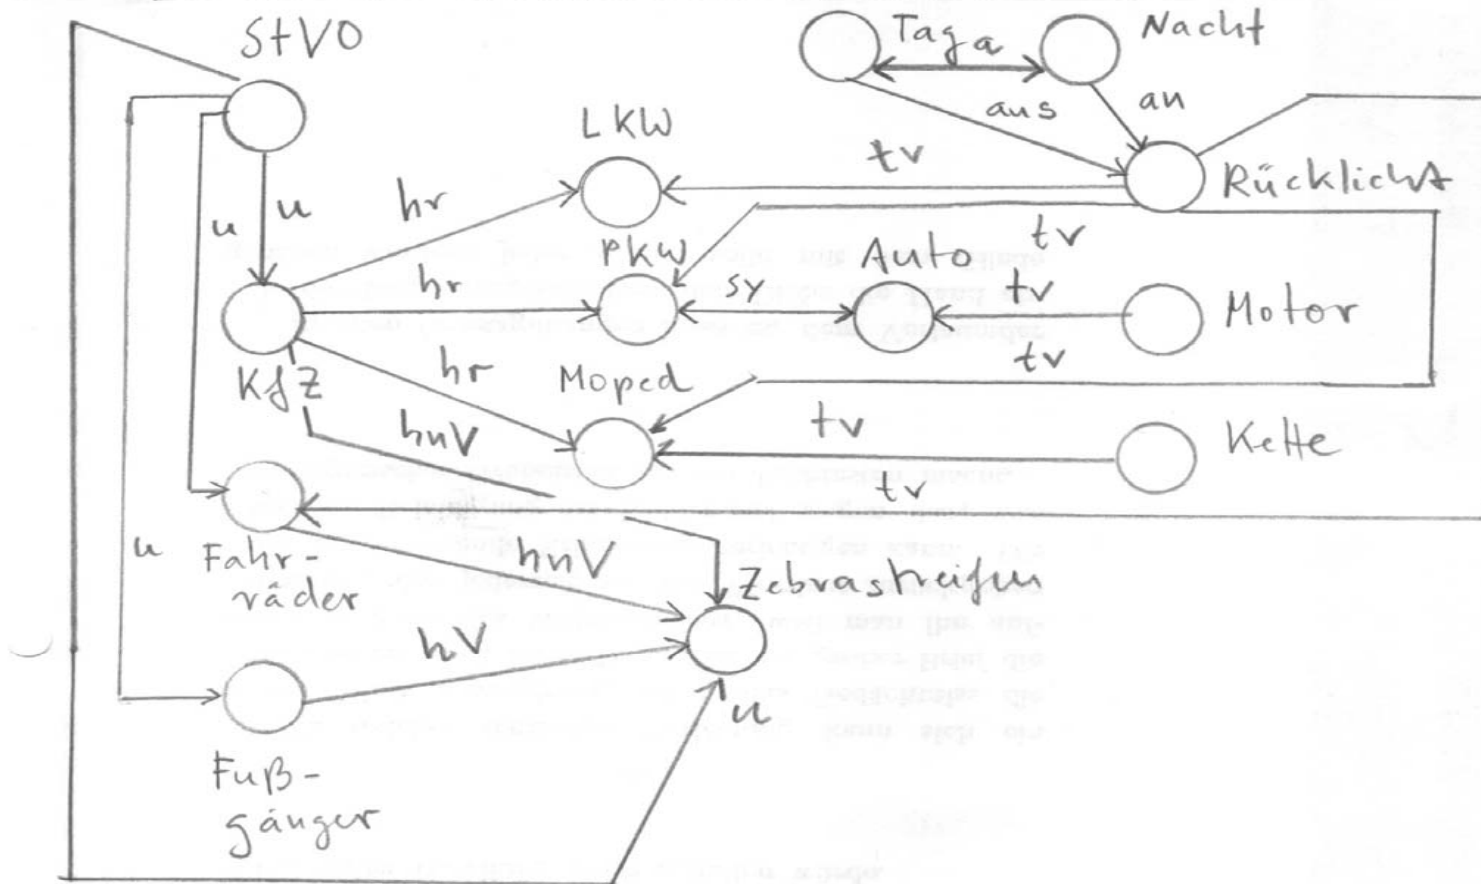 StVO
Tag a
Nacht
aus
an
LKW
tv
Rücklicht
hr
u
u
PKW
Auto
tv
hr
sy
tv
Motor
KfZ
hr
Moped
tv
hnV
tv
Kette
tv
u
Fahr-
räder
hnV
Zebrastreifen
hV
u
Fuß-
gänger